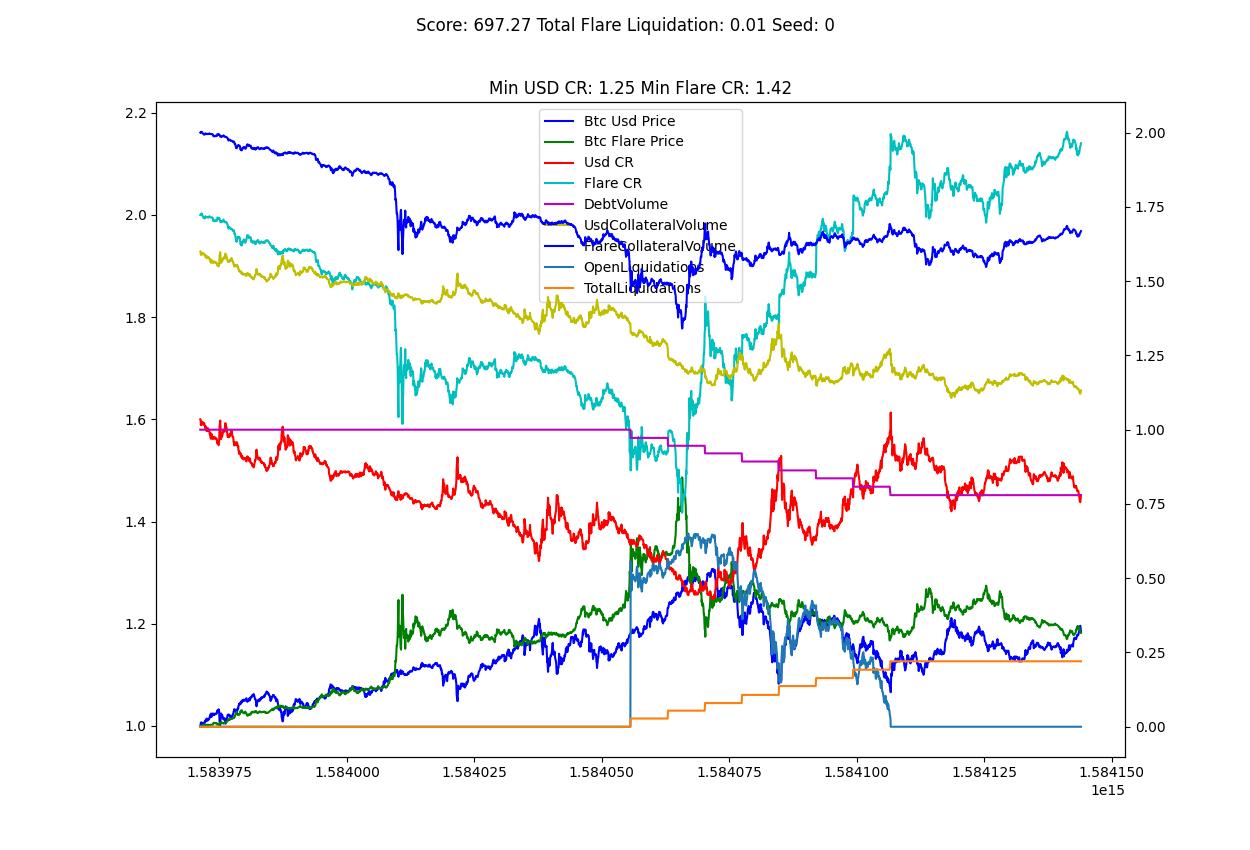 Score: 697.27 Total Flare Liquidation: 0.01 Seed: 0
Min USD CR: 1.25 Min Flare CR: 1.42
Btc Usd Price
Btc Flare Price
Usd CR
Flare CR
DebtVolume
UsdCollateralVolume
FlareCollateralVolume
OpenLiquidations
TotalLiquidations
2.2
2.0
1.8
1.6
1.4
1.2
1.0
2.00
1.75
1.50
1.25
1.00
0.75
0.50
0.25
0.00
1.583975 1.584000 1.584025 1.584050 1.584075 1.584100 1.584125 1.584150
1e15